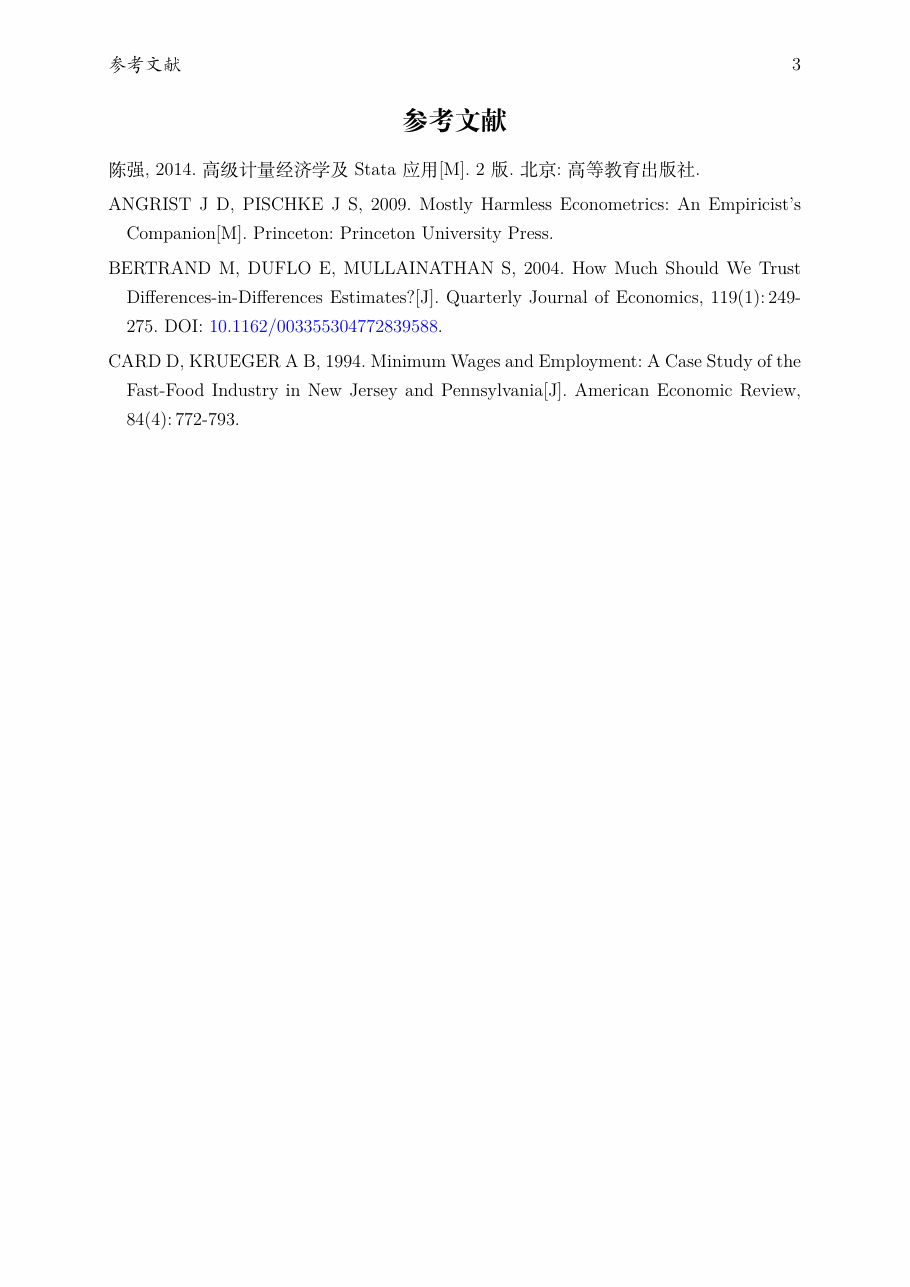 参考文献 3
参考文献
陈强, 2014. 高级计量经济学及 Stata 应用[M]. 2 版. 北京: 高等教育出版社.
ANGRIST J D, PISCHKE J S, 2009. Mostly Harmless Econometrics: An Empiricist’s
Companion[M]. Princeton: Princeton University Press.
BERTRAND M, DUFLO E, MULLAINATHAN S, 2004. How Much Should We Trust
Differences-in-Differences Estimates?[J]. Quarterly Journal of Economics, 119(1): 249-
275. DOI: 10.1162/003355304772839588.
CARD D, KRUEGER A B, 1994. Minimum Wages and Employment: A Case Study of the
Fast-Food Industry in New Jersey and Pennsylvania[J]. American Economic Review,
84(4): 772-793.